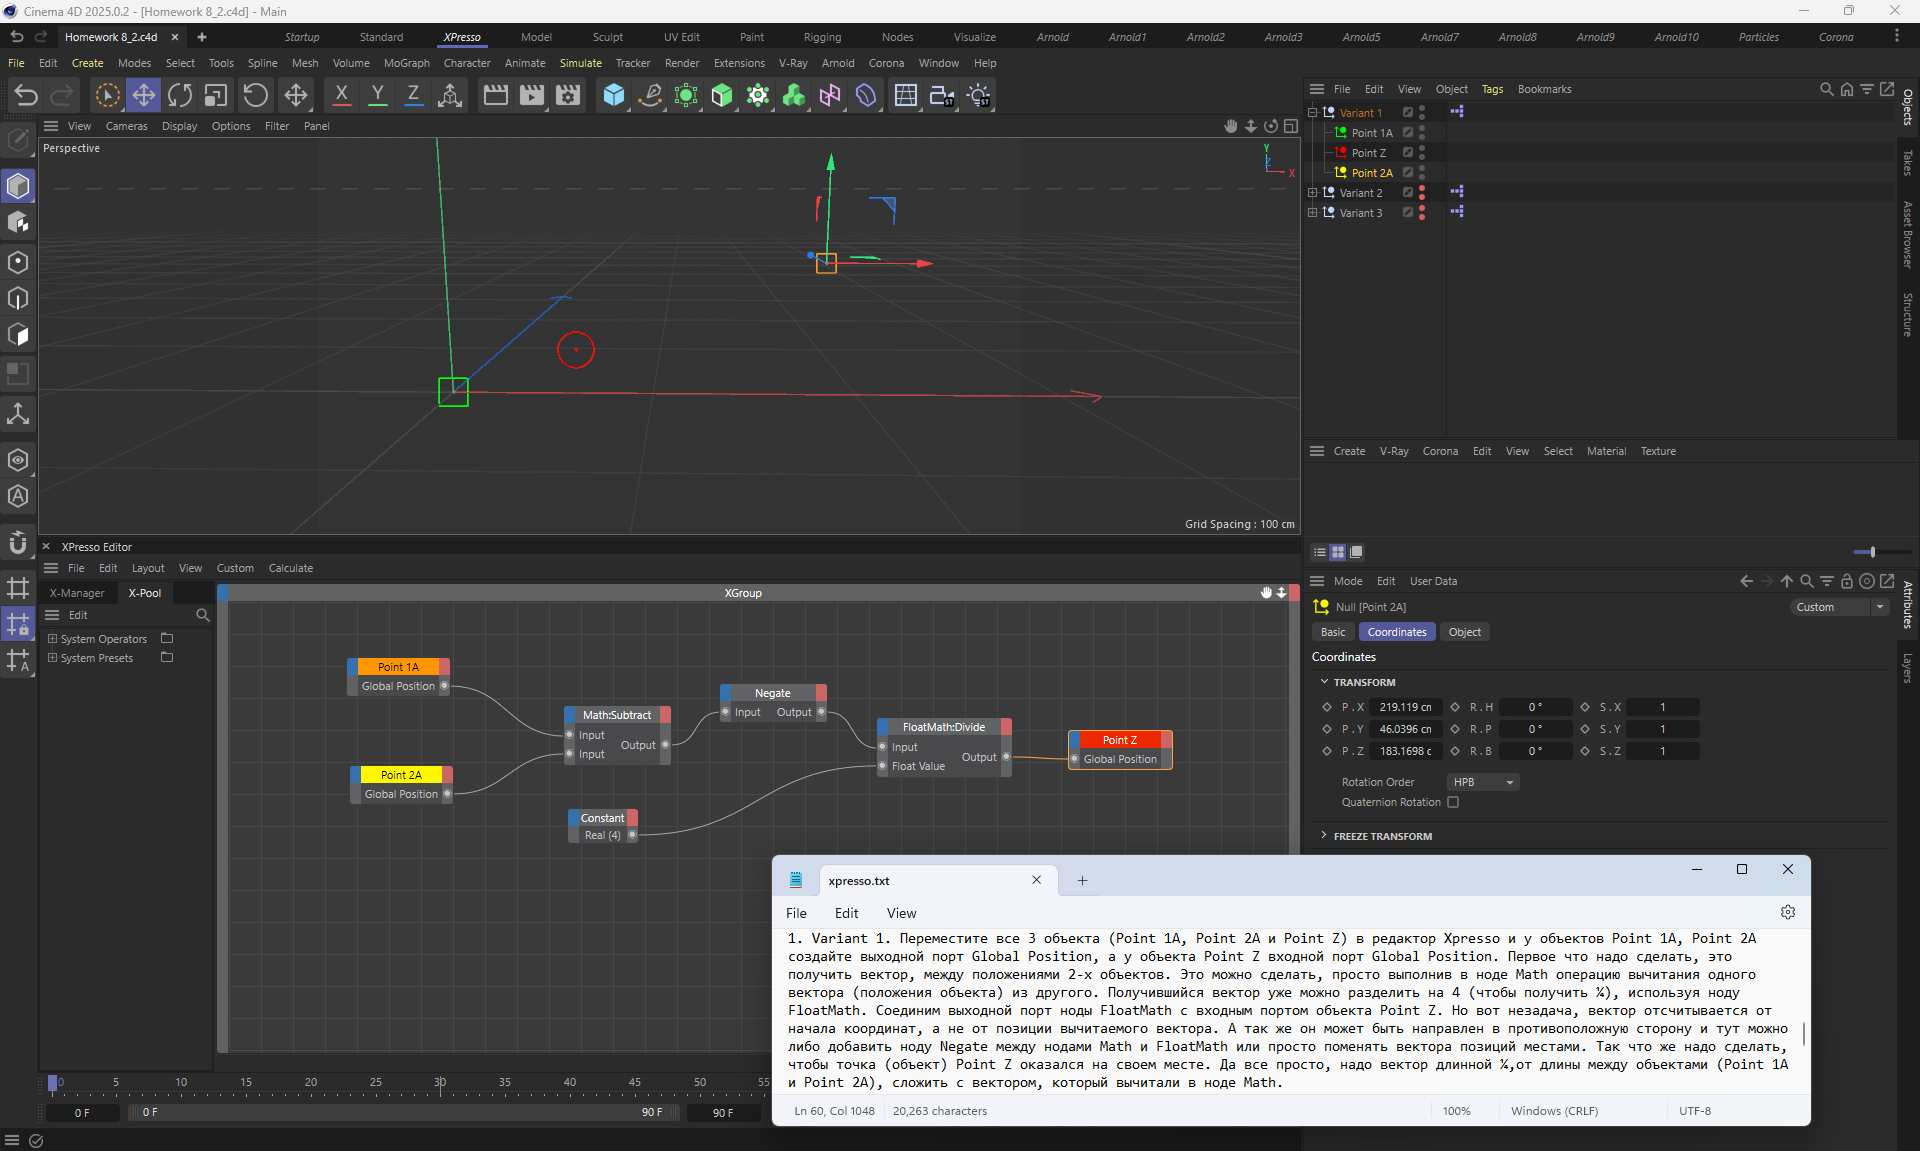 Cinema 4D 2025.0.2 - [Homework 8_2.c4d] - Main
Homework 8_2.c4d
Startup Standard XPresso Model Sculpt UV Edit Paint Rigging Nodes Visualize Arnold Arnold1 Arnold2 Arnold3 Arnold5 Arnold7 Arnold8 Arnold9 Arnold10 Particles Corona
File Edit Create Modes Select Tools Spline Mesh Volume MoGraph Character Animate Simulate Tracker Render Extensions V-Ray Arnold Corona Window Help
X Y Z ST ST
View Cameras Display Options Filter Panel
Perspective
Y
Z
X
Grid Spacing : 100 cm
File Edit View Object Tags Bookmarks
Variant 1
Point 1A
Point Z
Point 2A
Variant 2
Variant 3
Objects
Takes
Asset Browser
Structure
Create V-Ray Corona Edit View Select Material Texture
XPresso Editor
File Edit Layout View Custom Calculate
X-Manager X-Pool
Edit
System Operators
System Presets
XGroup
Point 1A
Global Position
Point 2A
Global Position
Math:Subtract
Input
Output
Input
Negate
Input Output
Constant
Real (4)
FloatMath:Divide
Input
Output
Float Value
Point Z
Global Position
Mode Edit User Data
Null [Point 2A]
Custom
Basic Coordinates Object
Coordinates
TRANSFORM
P . X 219.119 cn R . H 0 ° S . X 1
P . Y 46.0396 cn R . P 0 ° S . Y 1
P . Z 183.1698 c R . B 0 ° S . Z 1
Rotation Order HPB
Quaternion Rotation
FREEZE TRANSFORM
Attributes
Layers
xpresso.txt
File Edit View
1. Variant 1. Переместите все 3 объекта (Point 1A, Point 2A и Point Z) в редактор Xpresso и у объектов Point 1A, Point 2A
создайте выходной порт Global Position, а у объекта Point Z входной порт Global Position. Первое что надо сделать, это
получить вектор, между положениями 2-х объектов. Это можно сделать, просто выполнив в ноде Math операцию вычитания одного
вектора (положения объекта) из другого. Получившийся вектор уже можно разделить на 4 (чтобы получить ¼), используя ноду
FloatMath. Соединим выходной порт ноды FloatMath с входным портом объекта Point Z. Но вот незадача, вектор отсчитывается от
начала координат, а не от позиции вычитаемого вектора. А так же он может быть направлен в противоположную сторону и тут можно
либо добавить ноду Negate между нодами Math и FloatMath или просто поменять вектора позиций местами. Так что же надо сделать,
чтобы точка (объект) Point Z оказался на своем месте. Да все просто, надо вектор длинной ¼,от длины между объектами (Point 1A
и Point 2A), сложить с вектором, который вычитали в ноде Math.
Ln 60, Col 1048 20,263 characters 100% Windows (CRLF) UTF-8
0 5 10 15 20 25 30 35 40 45 50 55
0 F 0 F 90 F 90 F